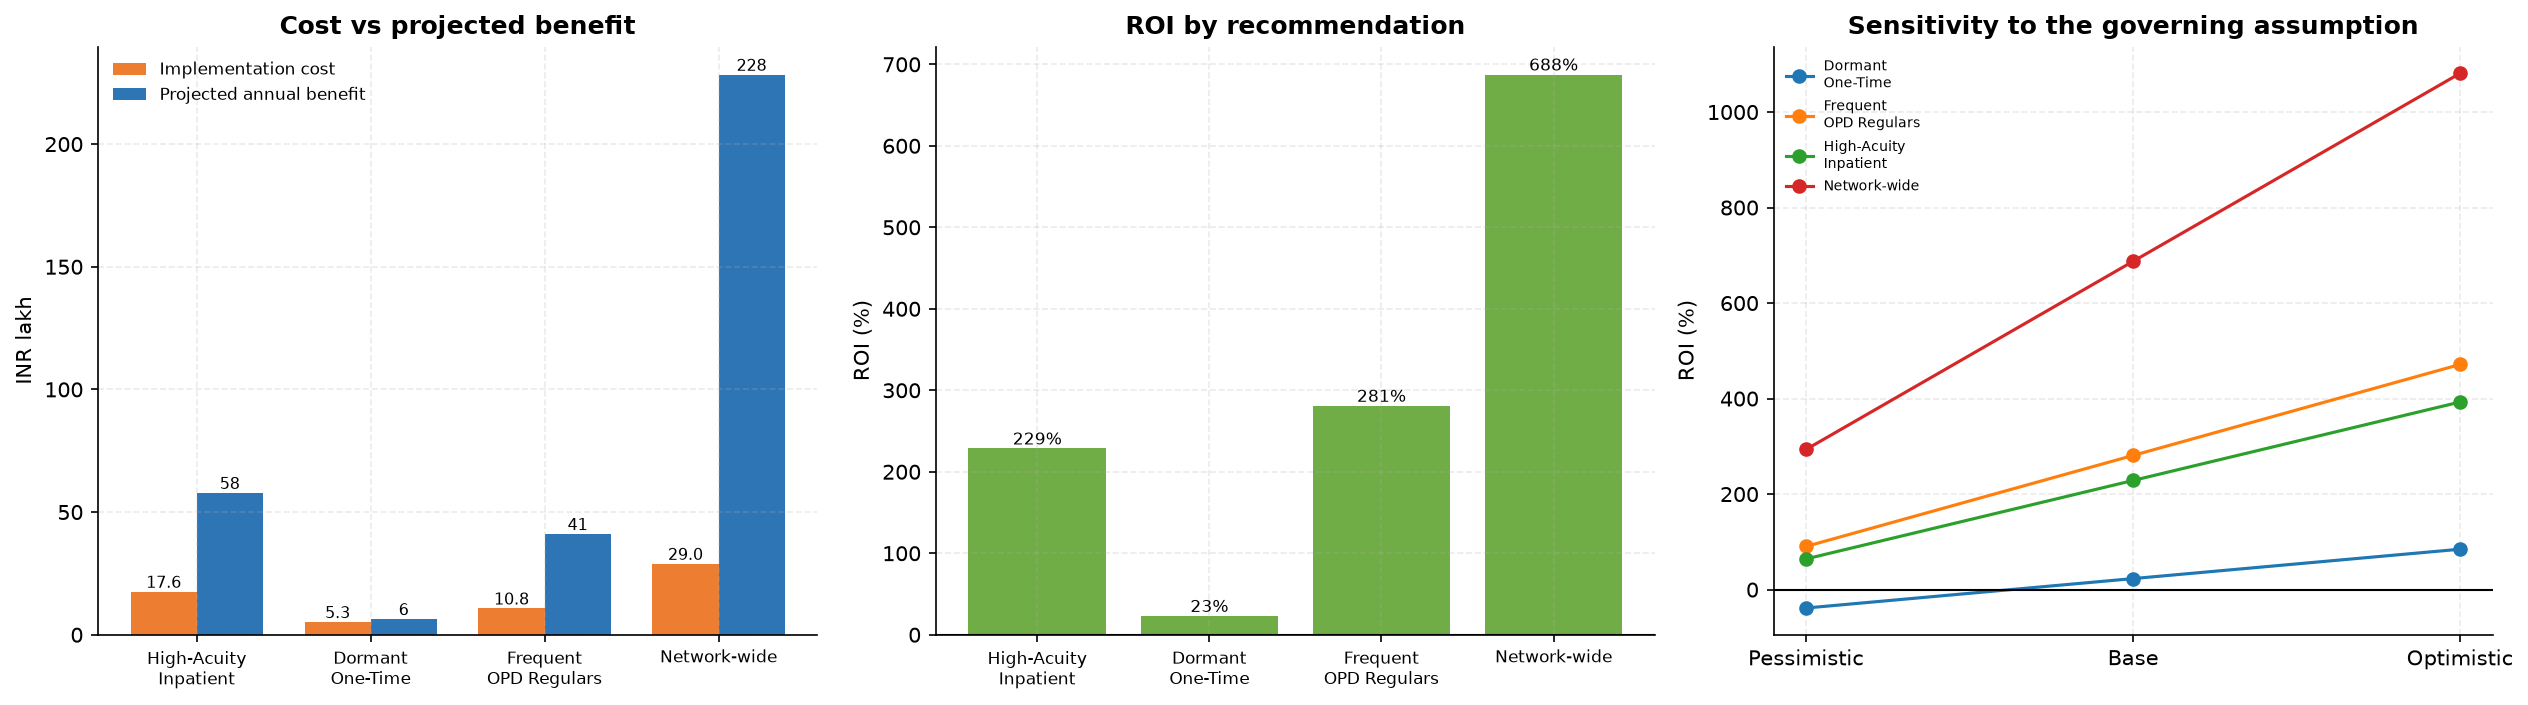 Cost vs projected benefit
Implementation cost
Projected annual benefit
INR lakh
200
150
100
50
0
17.6
58
5.3
6
10.8
41
29.0
228
High-Acuity
Inpatient
Dormant
One-Time
Frequent
OPD Regulars
Network-wide
ROI by recommendation
ROI (%)
700
600
500
400
300
200
100
0
229%
23%
281%
688%
High-Acuity
Inpatient
Dormant
One-Time
Frequent
OPD Regulars
Network-wide
Sensitivity to the governing assumption
Dormant
One-Time
Frequent
OPD Regulars
High-Acuity
Inpatient
Network-wide
ROI (%)
1000
800
600
400
200
0
Pessimistic
Base
Optimistic